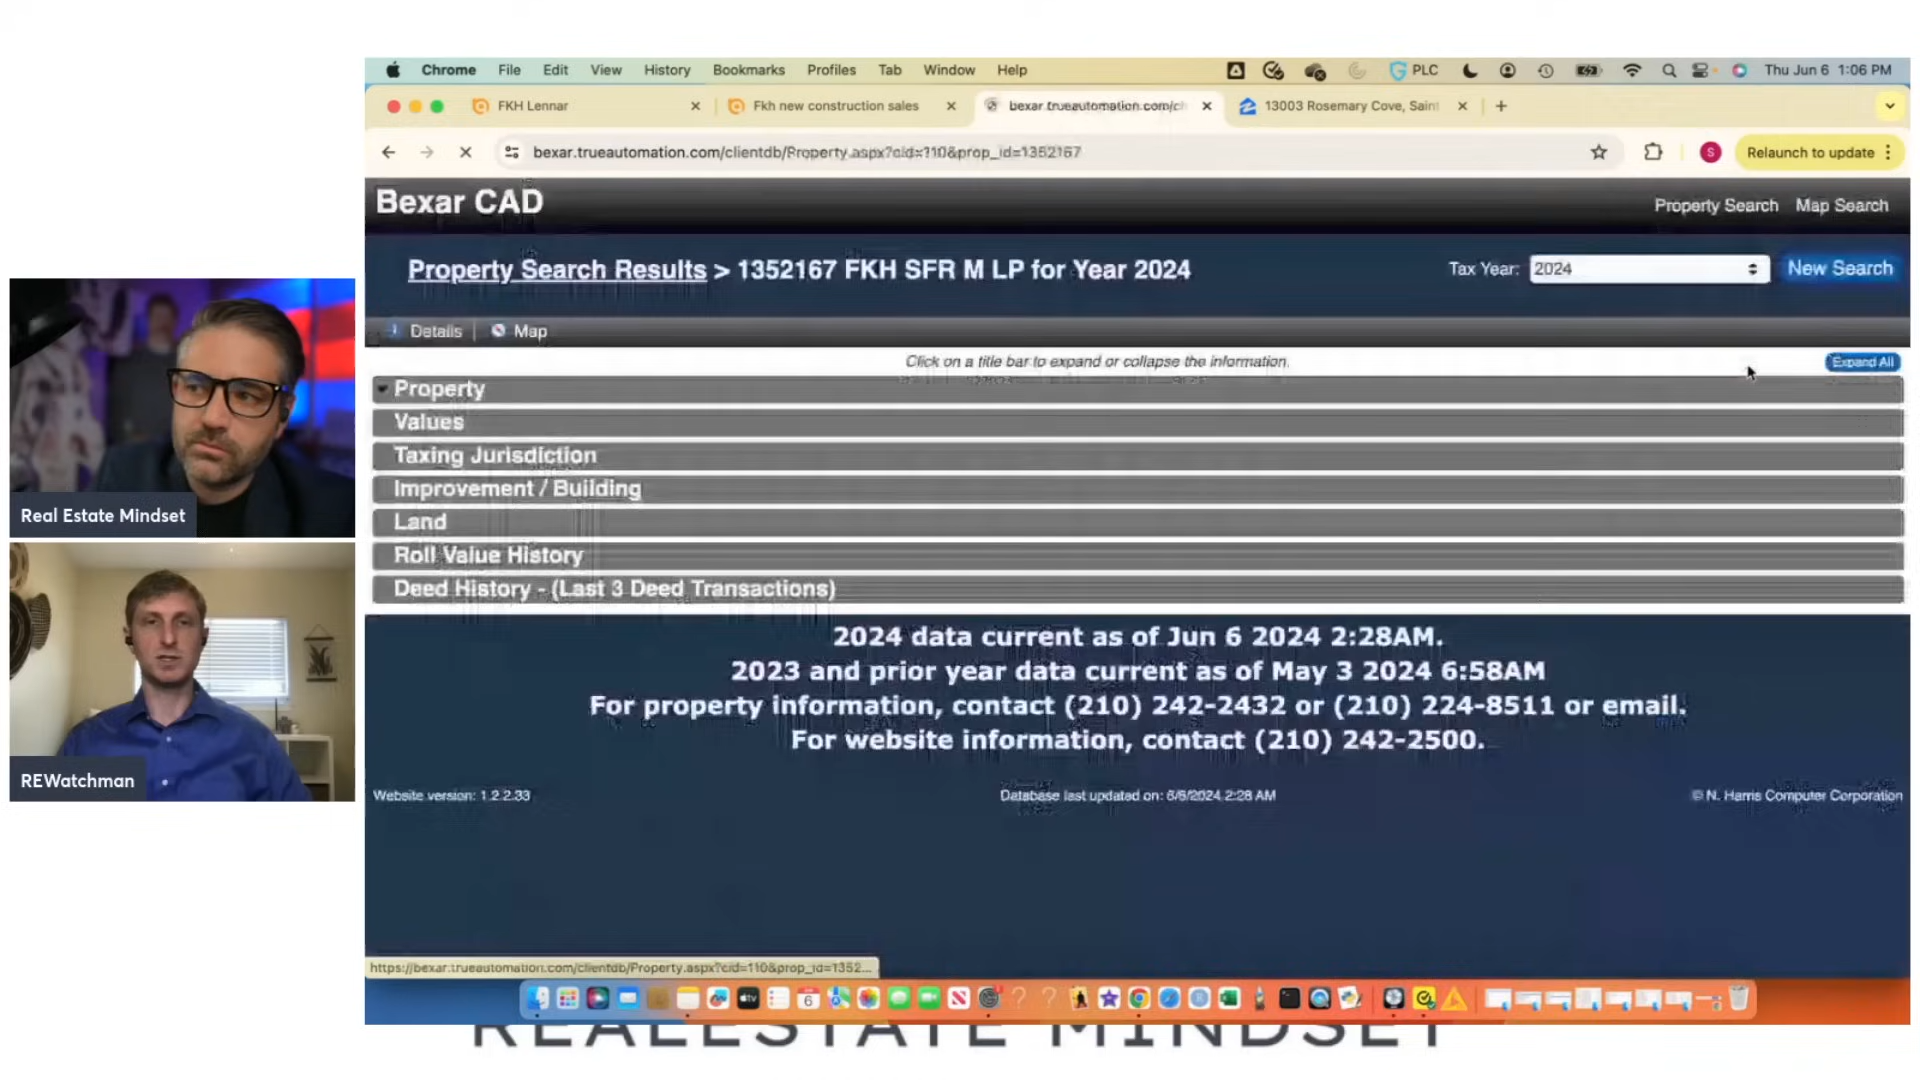 Chrome File Edit View History Bookmarks Profiles Tab Window Help PLC Thu Jun 6 1:06 PM
FKH Lennar Fkh new construction sales bexar.trueautomation.com/cli 13003 Rosemary Cove, Saint
bexar.trueautomation.com/clientdb/Property.aspx?cid=110&prop_id=1352167 S Relaunch to update
Bexar CAD Property Search Map Search
Property Search Results > 1352167 FKH SFR M LP for Year 2024 Tax Year: 2024 New Search
Details Map
Click on a title bar to expand or collapse the information. Expand All
Property
Values
Taxing Jurisdiction
Improvement / Building
Land
Roll Value History
Deed History - (Last 3 Deed Transactions)
2024 data current as of Jun 6 2024 2:28AM.
2023 and prior year data current as of May 3 2024 6:58AM
For property information, contact (210) 242-2432 or (210) 224-8511 or email.
For website information, contact (210) 242-2500.
Website version: 1.2.2.33 Database last updated on: 6/6/2024 2:28 AM © N. Harris Computer Corporation
https://bexar.trueautomation.com/clientdb/Property.aspx?cid=110&prop_id=1352...
Real Estate Mindset
REWatchman
REALESTATE MINDSET